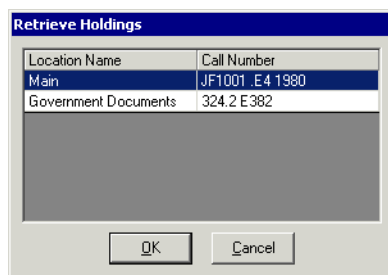 Retrieve Holdings
Location Name Call Number
Main JF1001 .E4 1980
Government Documents 324.2 E382
OK Cancel